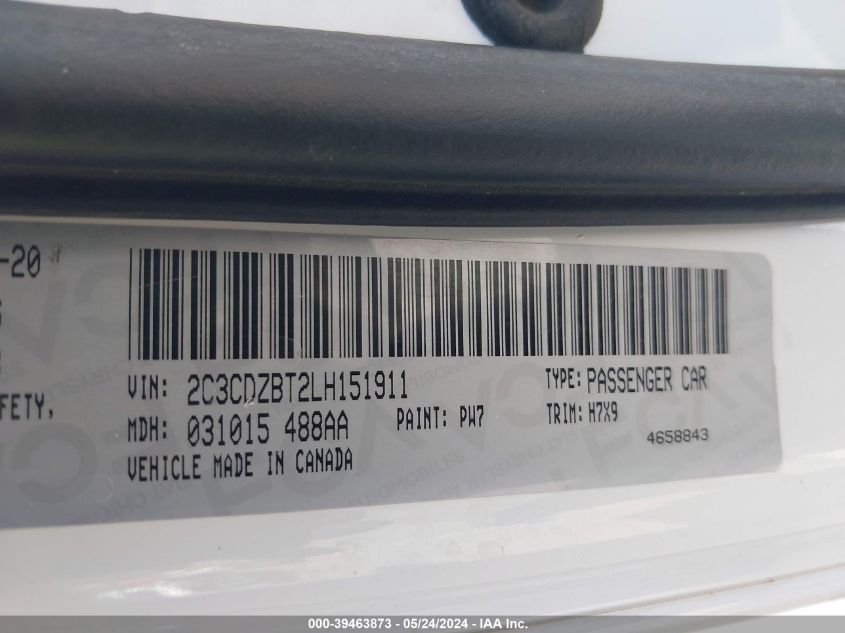 -20
FETY,
VIN: 2C3CDZBT2LH151911
TYPE: PASSENGER CAR
MDH: 031015 488AA
PAINT: PW7
TRIM: H7X9
4658843
VEHICLE MADE IN CANADA
000-39463873 - 05/24/2024 - IAA Inc.